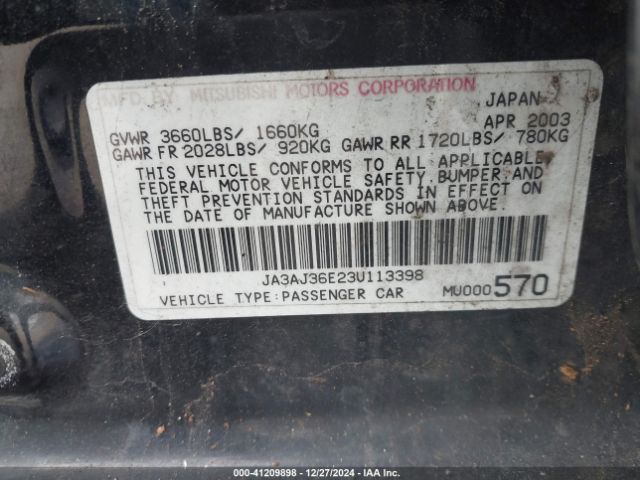 MFD BY MITSUBISHI MOTORS CORPORATION
JAPAN
APR 2003
GVWR 3660LBS/ 1660KG
GAWR FR 2028LBS/ 920KG GAWR RR 1720LBS/ 780KG
THIS VEHICLE CONFORMS TO ALL APPLICABLE
FEDERAL MOTOR VEHICLE SAFETY, BUMPER, AND
THEFT PREVENTION STANDARDS IN EFFECT ON
THE DATE OF MANUFACTURE SHOWN ABOVE.
JA3AJ36E23U113398
VEHICLE TYPE: PASSENGER CAR MU000570
000-41209898 - 12/27/2024 - IAA Inc.